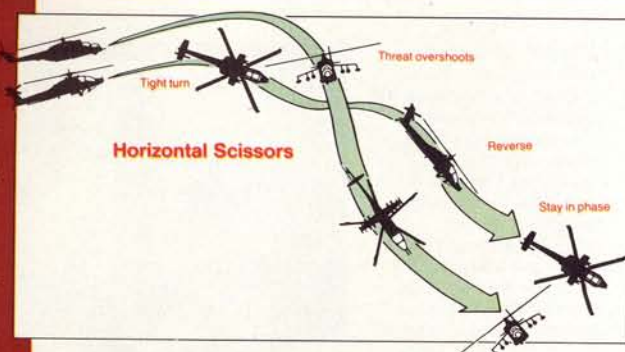 Threat overshoots
Tight turn
Horizontal Scissors
Reverse
Stay in phase